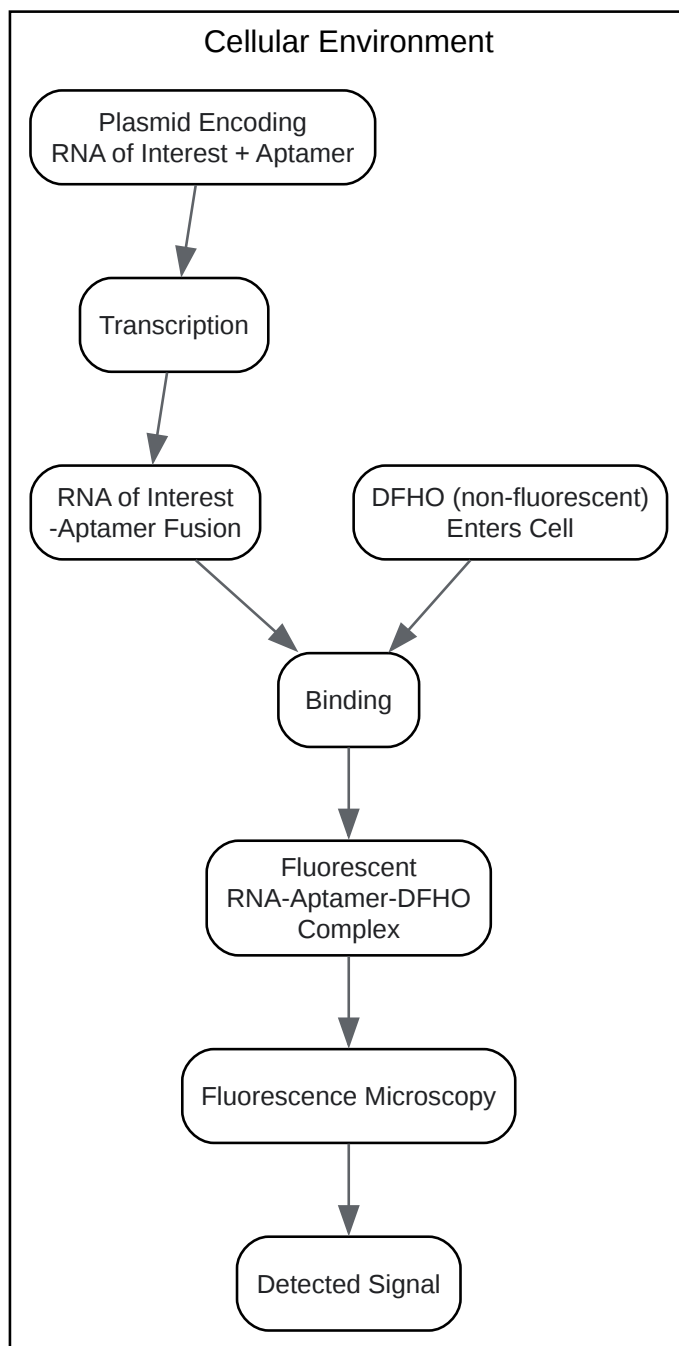 Cellular Environment
Plasmid Encoding
RNA of Interest + Aptamer
Transcription
RNA of Interest
-Aptamer Fusion
DFHO (non-fluorescent)
Enters Cell
Binding
Fluorescent
RNA-Aptamer-DFHO
Complex
Fluorescence Microscopy
Detected Signal